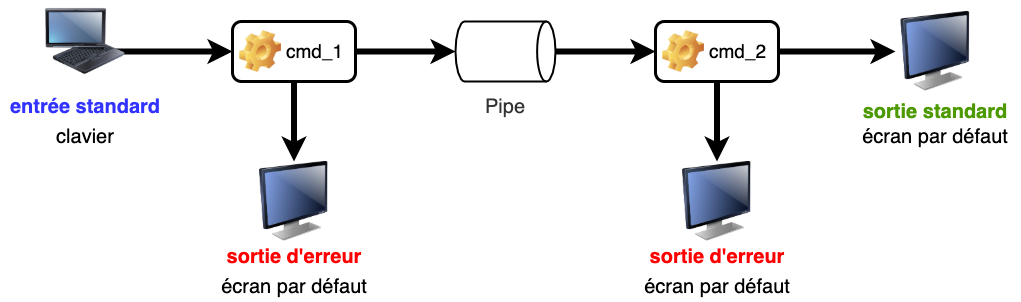 cmd_1
cmd_2
entrée standard
clavier
Pipe
sortie standard
écran par défaut
sortie d'erreur
écran par défaut
sortie d'erreur
écran par défaut